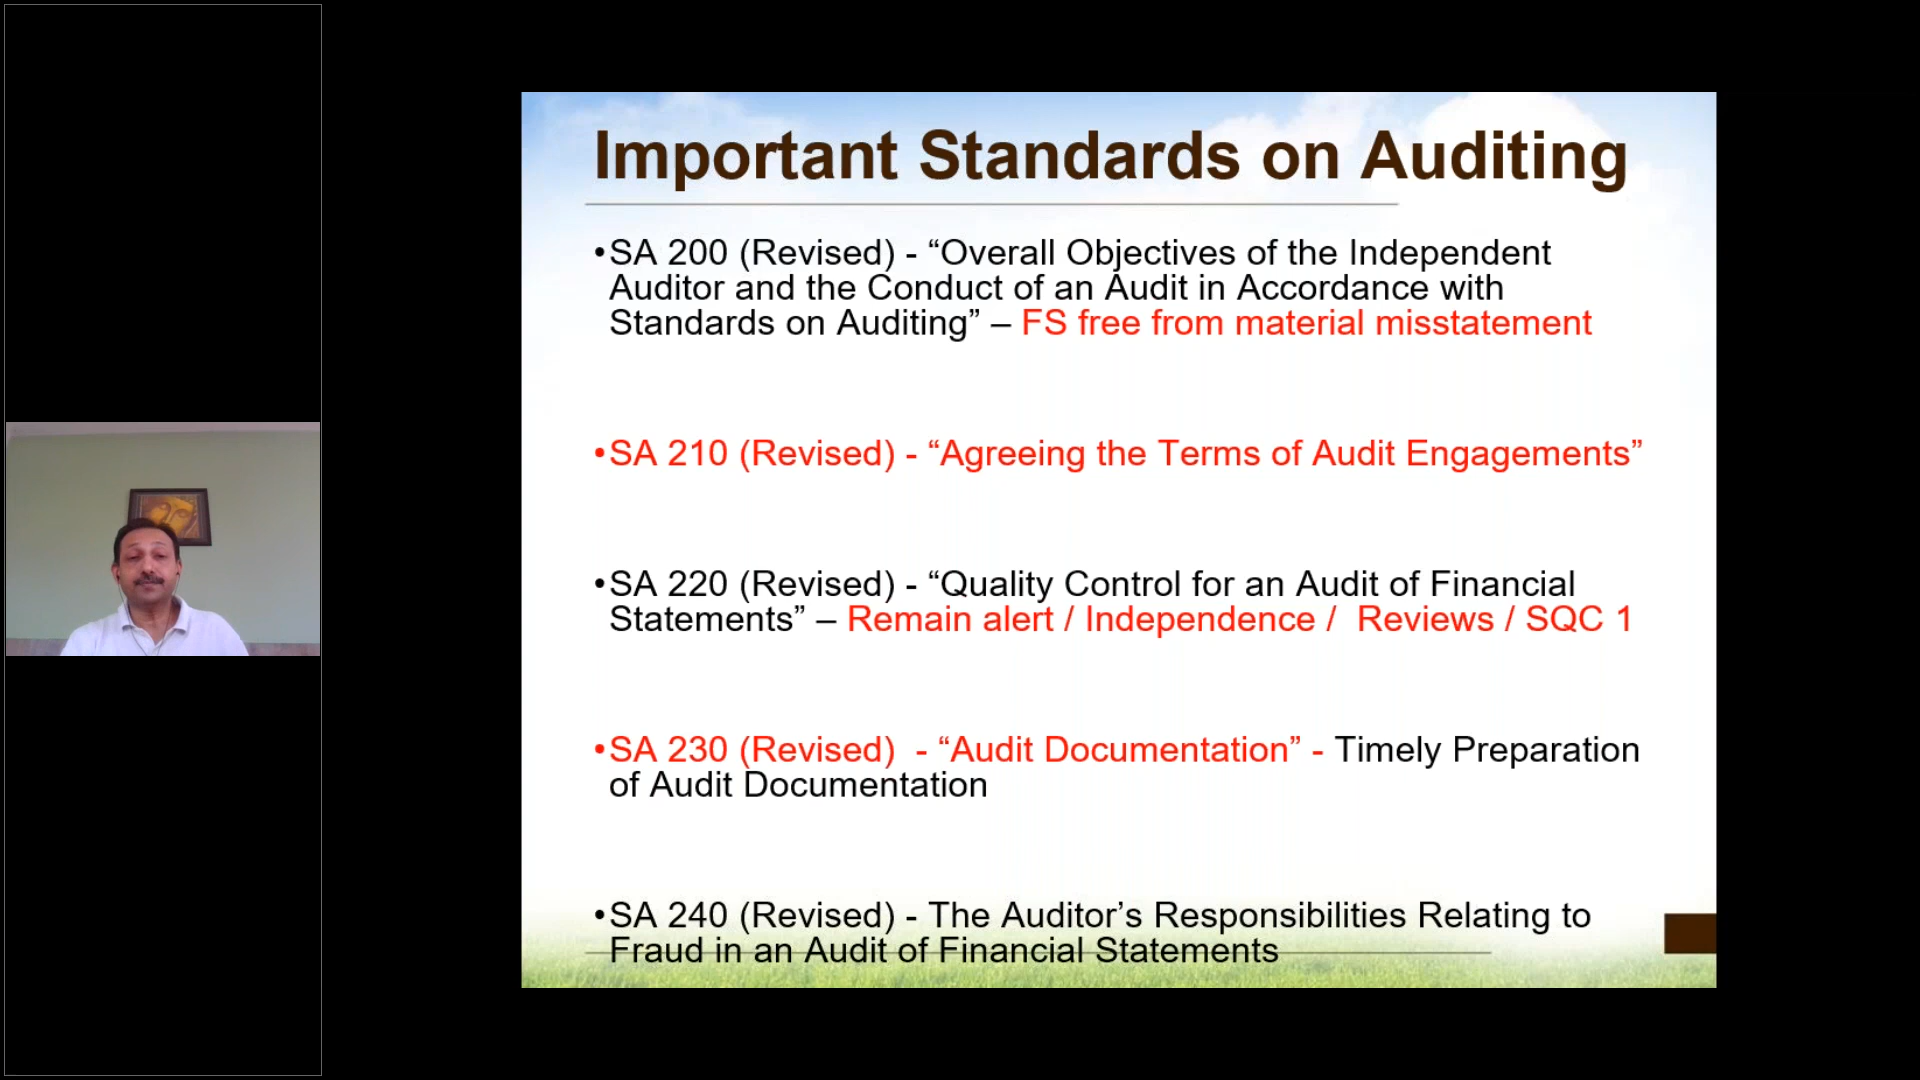 Important Standards on Auditing
•SA 200 (Revised) - “Overall Objectives of the Independent
Auditor and the Conduct of an Audit in Accordance with
Standards on Auditing” – FS free from material misstatement
•SA 210 (Revised) - “Agreeing the Terms of Audit Engagements”
•SA 220 (Revised) - “Quality Control for an Audit of Financial
Statements” – Remain alert / Independence /  Reviews / SQC 1
•SA 230 (Revised)  - “Audit Documentation” - Timely Preparation
of Audit Documentation
•SA 240 (Revised) - The Auditor’s Responsibilities Relating to
Fraud in an Audit of Financial Statements